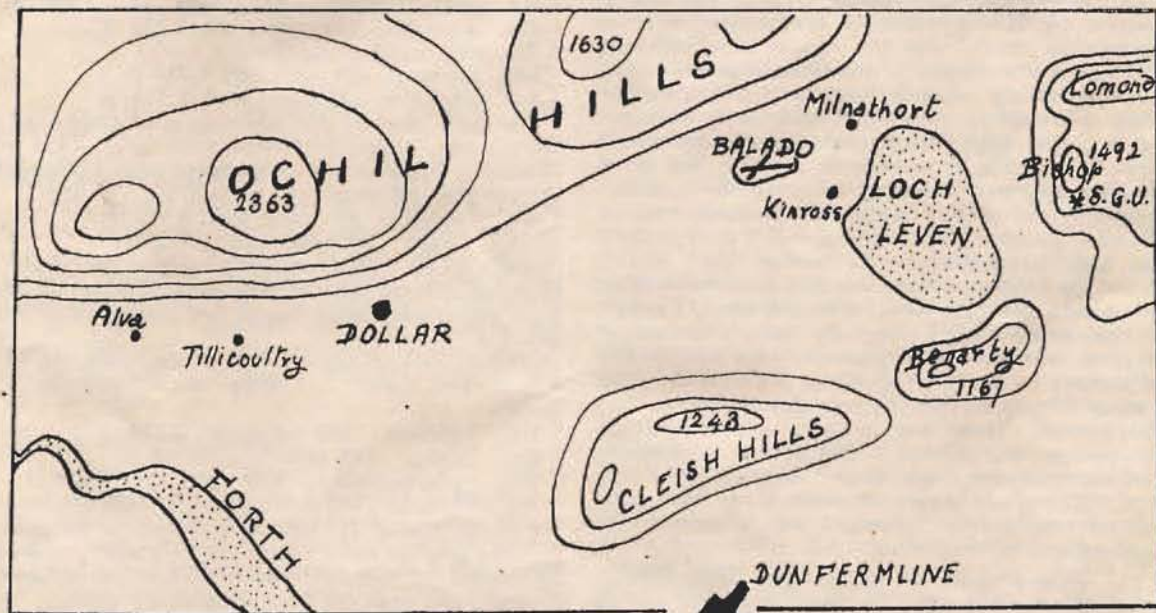 1630
HILLS
Milnathort
Lomond
BALADO
1492
Bishop
* S.G.U.
OCHIL
2363
Kinross
LOCH
LEVEN
Alva
DOLLAR
Tillicoultry
Benarty
1167
1243
CLEISH HILLS
FORTH
DUNFERMLINE